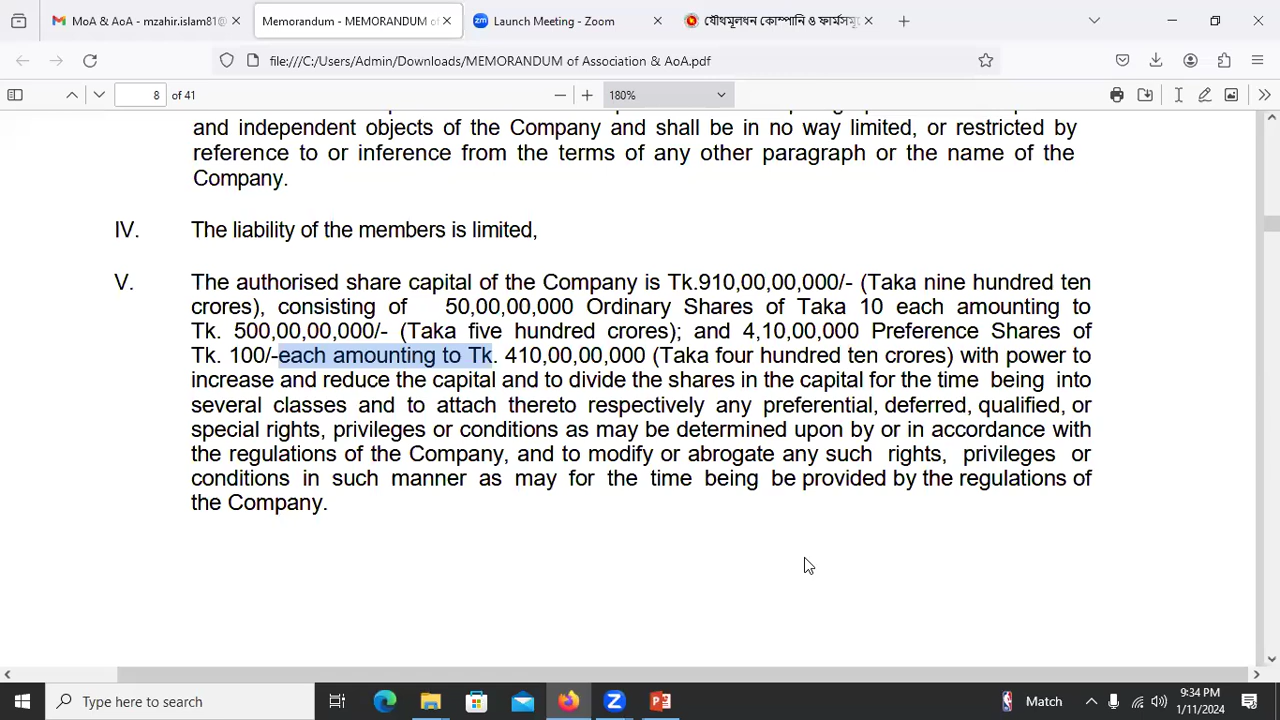 MoA & AoA - mzahir.islam81@
Memorandum - MEMORANDUM of
Launch Meeting - Zoom
যৌথমূলধন কোম্পানি ও ফার্মসমূ
file:///C:/Users/Admin/Downloads/MEMORANDUM of Association & AoA.pdf
8 of 41
180%
and independent objects of the Company and shall be in no way limited, or restricted by
reference to or inference from the terms of any other paragraph or the name of the
Company.
IV. The liability of the members is limited,
V. The authorised share capital of the Company is Tk.910,00,00,000/- (Taka nine hundred ten
crores), consisting of 50,00,00,000 Ordinary Shares of Taka 10 each amounting to
Tk. 500,00,00,000/- (Taka five hundred crores); and 4,10,00,000 Preference Shares of
Tk. 100/-each amounting to Tk. 410,00,00,000 (Taka four hundred ten crores) with power to
increase and reduce the capital and to divide the shares in the capital for the time being into
several classes and to attach thereto respectively any preferential, deferred, qualified, or
special rights, privileges or conditions as may be determined upon by or in accordance with
the regulations of the Company, and to modify or abrogate any such rights, privileges or
conditions in such manner as may for the time being be provided by the regulations of
the Company.
Type here to search
Match
9:34 PM
1/11/2024